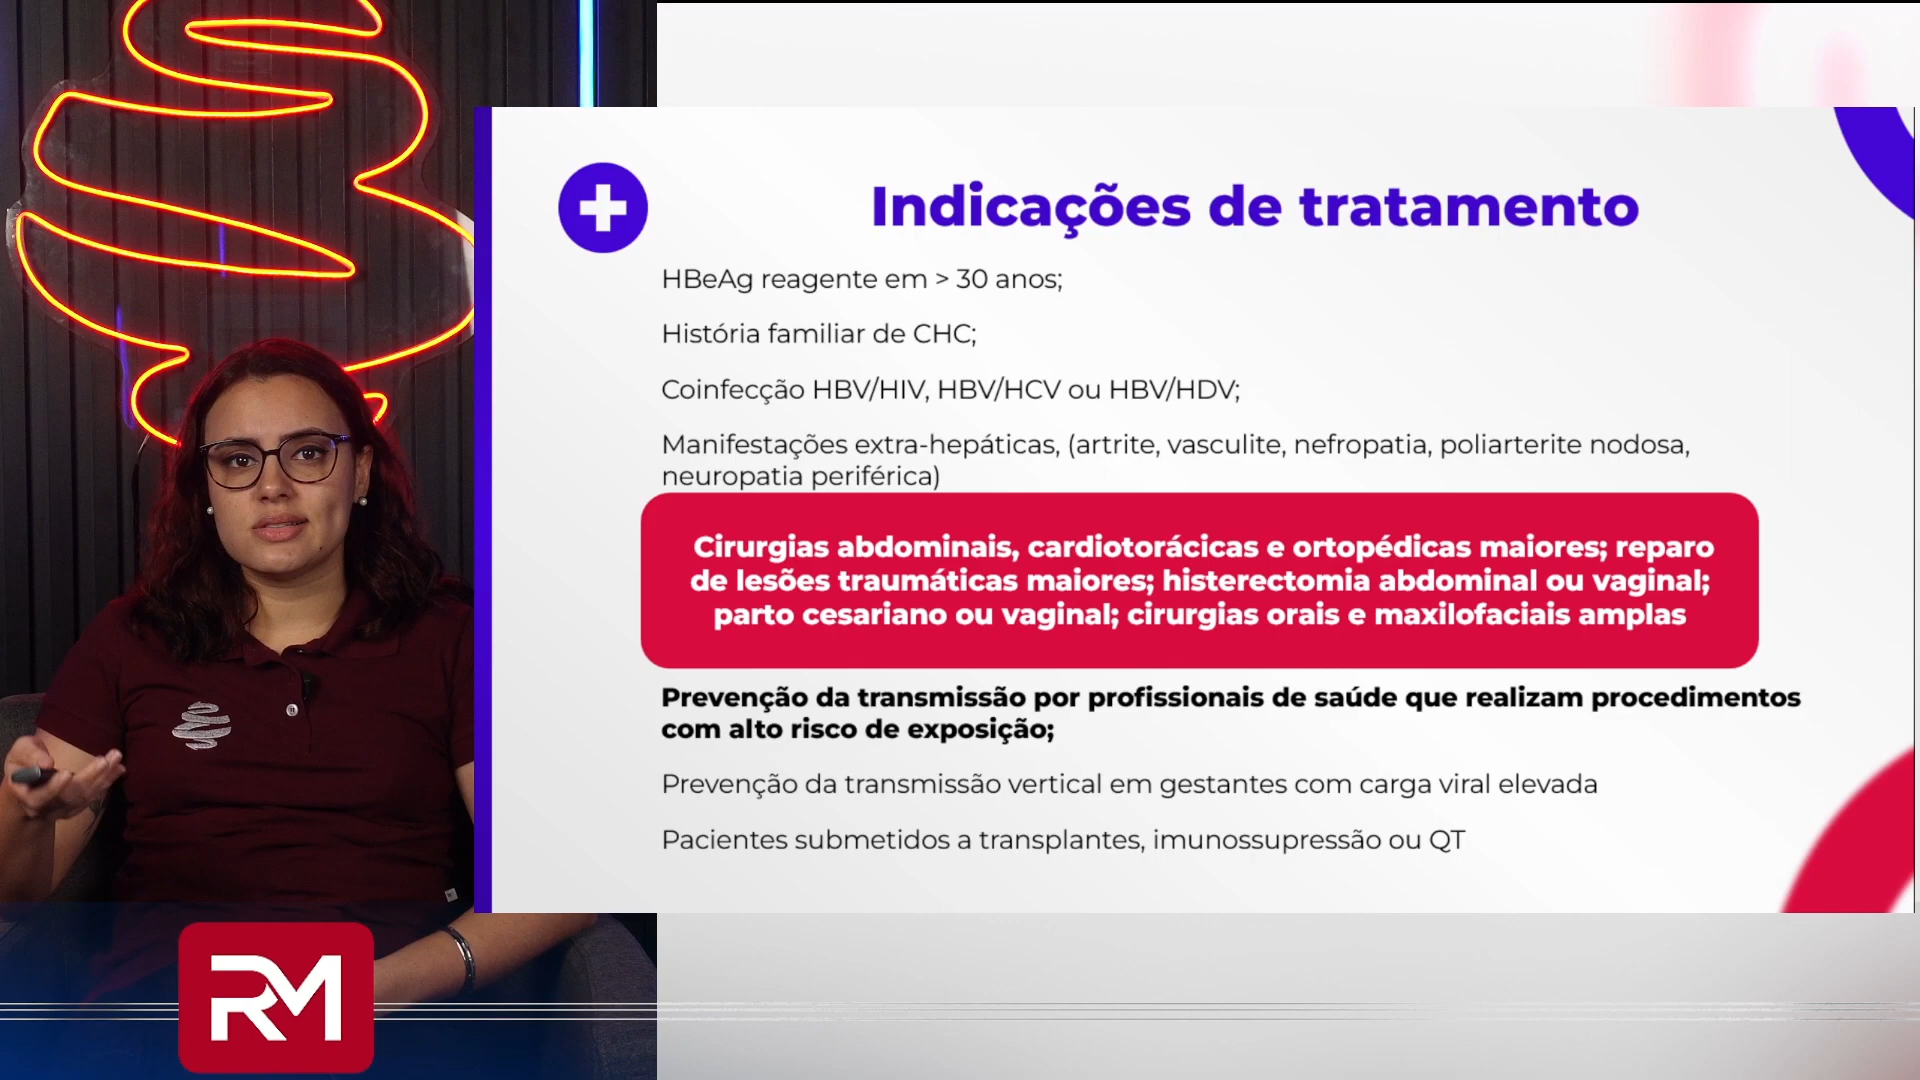 Indicações de tratamento
HBeAg reagente em > 30 anos;
História familiar de CHC;
Coinfecção HBV/HIV, HBV/HCV ou HBV/HDV;
Manifestações extra-hepáticas, (artrite, vasculite, nefropatia, poliarterite nodosa,
neuropatia periférica)
Cirurgias abdominais, cardiotorácicas e ortopédicas maiores; reparo
de lesões traumáticas maiores; histerectomia abdominal ou vaginal;
parto cesariano ou vaginal; cirurgias orais e maxilofaciais amplas
Prevenção da transmissão por profissionais de saúde que realizam procedimentos
com alto risco de exposição;
Prevenção da transmissão vertical em gestantes com carga viral elevada
Pacientes submetidos a transplantes, imunossupressão ou QT
RM